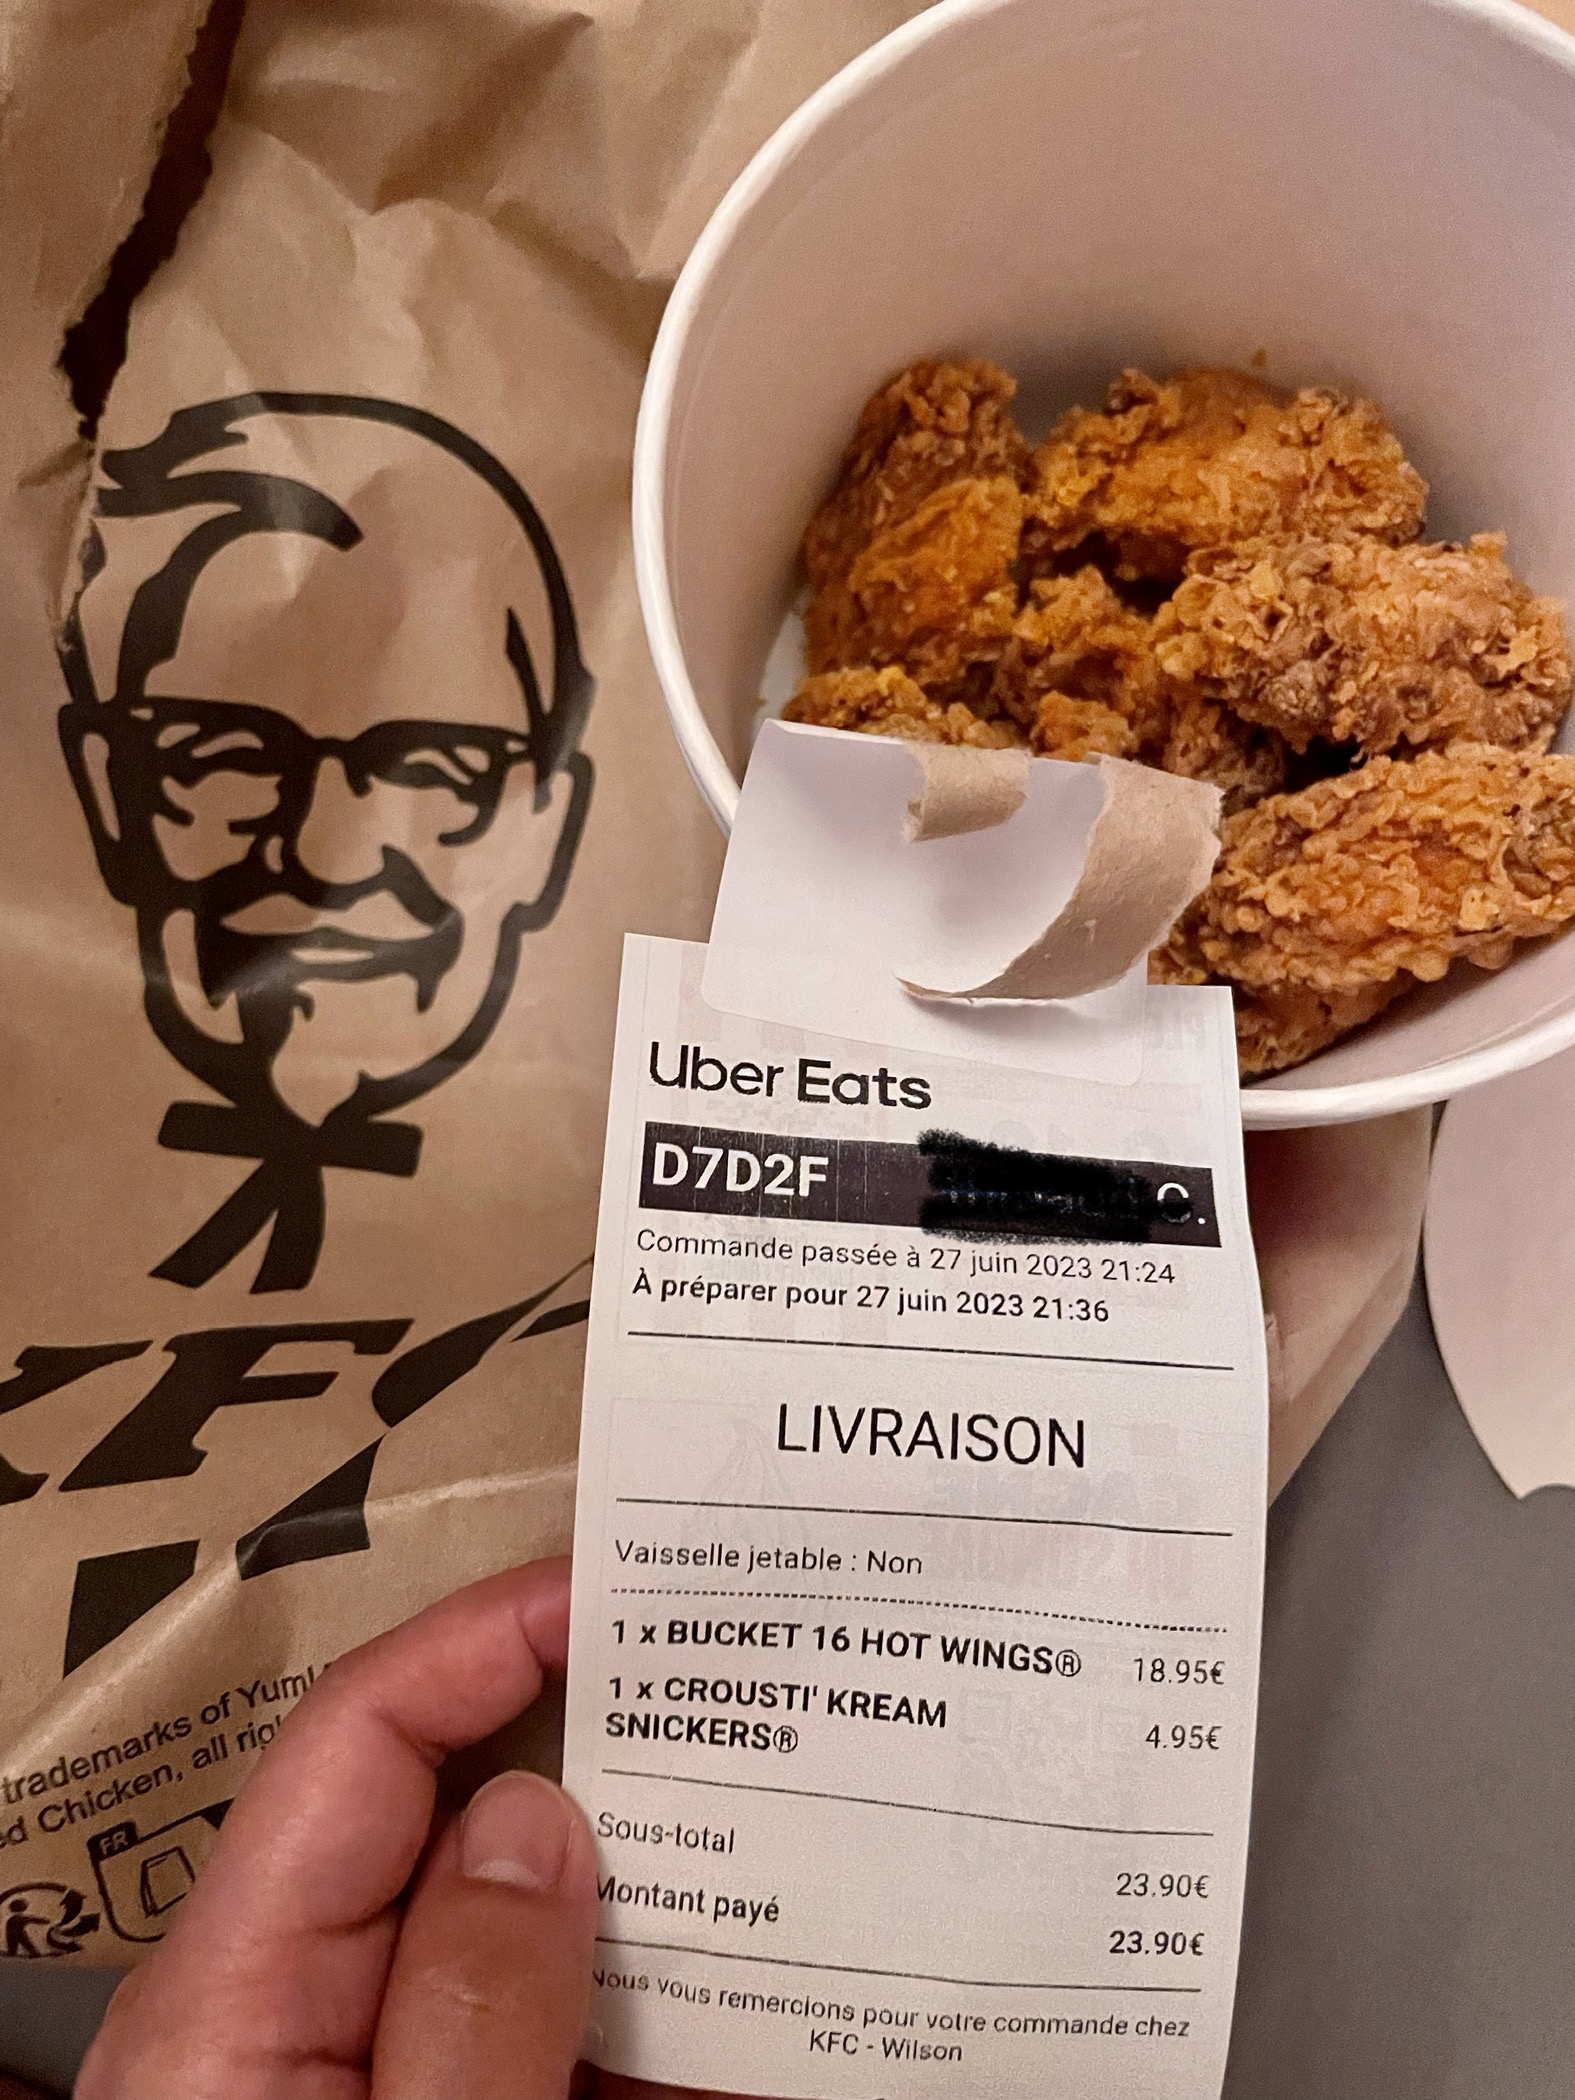 KFC
trademarks of Yum!
ed Chicken, all
FR
Uber Eats
D7D2F C.
Commande passée à 27 juin 2023 21:24
À préparer pour 27 juin 2023 21:36
LIVRAISON
Vaisselle jetable : Non
1 x BUCKET 16 HOT WINGS® 18.95€
1 x CROUSTI' KREAM
SNICKERS® 4.95€
Sous-total 23.90€
Montant payé 23.90€
Nous vous remercions pour votre commande chez
KFC - Wilson